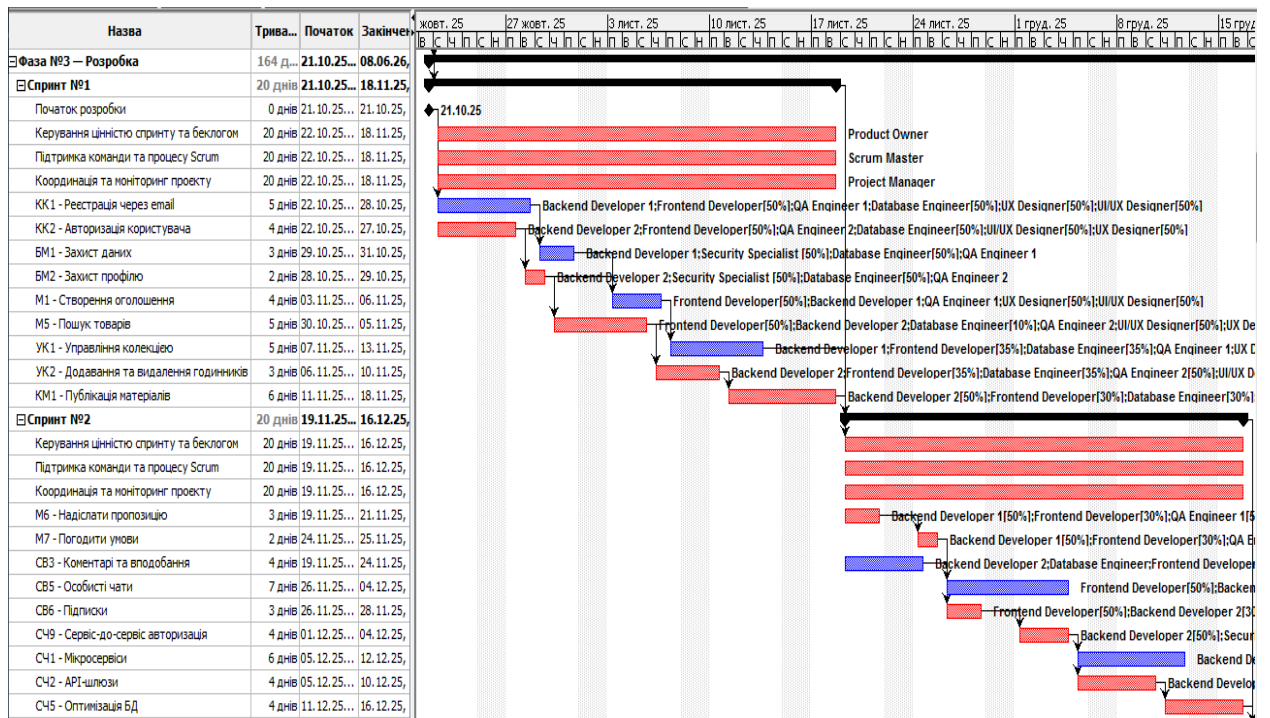 Назва Трива... Початок Закінчен жовт. 25 27 жовт. 25 3 лист. 25 10 лист. 25 17 лист. 25 24 лист. 25 1 груд. 25 8 груд. 25 15 груд
В С Ч П С Н П В С Ч П С Н П В С Ч П С Н П В С Ч П С Н П В С Ч П С Н П В С Ч П С Н П В С Ч П С Н П В С Ч П С Н П В С
Фаза №3 — Розробка 164 д... 21.10.25... 08.06.26,
Спринт №1 20 днів 21.10.25... 18.11.25,
Початок розробки 0 днів 21.10.25... 21.10.25, 21.10.25
Керування цінністю спринту та беклогом 20 днів 22.10.25... 18.11.25, Product Owner
Підтримка команди та процесу Scrum 20 днів 22.10.25... 18.11.25, Scrum Master
Координація та моніторинг проєкту 20 днів 22.10.25... 18.11.25, Project Manager
КК1 - Реєстрація через email 5 днів 22.10.25... 28.10.25, Backend Developer 1;Frontend Developer[50%];QA Engineer 1;Database Engineer[50%];UX Designer[50%];UI/UX Designer[50%]
КК2 - Авторизація користувача 4 днів 22.10.25... 27.10.25, Backend Developer 2;Frontend Developer[50%];QA Engineer 2;Database Engineer[50%];UI/UX Designer[50%];UX Designer[50%]
БМ1 - Захист даних 3 днів 29.10.25... 31.10.25, Backend Developer 1;Security Specialist [50%];Database Engineer[50%];QA Engineer 1
БМ2 - Захист профілю 2 днів 28.10.25... 29.10.25, Backend Developer 2;Security Specialist [50%];Database Engineer[50%];QA Engineer 2
М1 - Створення оголошення 4 днів 03.11.25... 06.11.25, Frontend Developer[50%];Backend Developer 1;QA Engineer 1;UX Designer[50%];UI/UX Designer[50%]
М5 - Пошук товарів 5 днів 30.10.25... 05.11.25, Frontend Developer[50%];Backend Developer 2;Database Engineer[10%];QA Engineer 2;UI/UX Designer[50%];UX De
УК1 - Управління колекцією 5 днів 07.11.25... 13.11.25, Backend Developer 1;Frontend Developer[35%];Database Engineer[35%];QA Engineer 1;UX D
УК2 - Додавання та видалення годинників 3 днів 06.11.25... 10.11.25, Backend Developer 2;Frontend Developer[35%];Database Engineer[35%];QA Engineer 2[50%];UI/UX D
КМ1 - Публікація матеріалів 6 днів 11.11.25... 18.11.25, Backend Developer 2[50%];Frontend Developer[30%];Database Engineer[30%]
Спринт №2 20 днів 19.11.25... 16.12.25,
Керування цінністю спринту та беклогом 20 днів 19.11.25... 16.12.25,
Підтримка команди та процесу Scrum 20 днів 19.11.25... 16.12.25,
Координація та моніторинг проєкту 20 днів 19.11.25... 16.12.25,
М6 - Надіслати пропозицію 3 днів 19.11.25... 21.11.25, Backend Developer 1[50%];Frontend Developer[30%];QA Engineer 1[5
М7 - Погодити умови 2 днів 24.11.25... 25.11.25, Backend Developer 1[50%];Frontend Developer[30%];QA E
СВ3 - Коментарі та вподобання 4 днів 19.11.25... 24.11.25, Backend Developer 2;Database Engineer;Frontend Develope
СВ5 - Особисті чати 7 днів 26.11.25... 04.12.25, Frontend Developer[50%];Backen
СВ6 - Підписки 3 днів 26.11.25... 28.11.25, Frontend Developer[50%];Backend Developer 2[30
СЧ9 - Сервіс-до-сервіс авторизація 4 днів 01.12.25... 04.12.25, Backend Developer 2[50%];Secur
СЧ1 - Мікросервіси 6 днів 05.12.25... 12.12.25, Backend De
СЧ2 - API-шлюзи 4 днів 05.12.25... 10.12.25, Backend Develop
СЧ5 - Оптимізація БД 4 днів 11.12.25... 16.12.25,